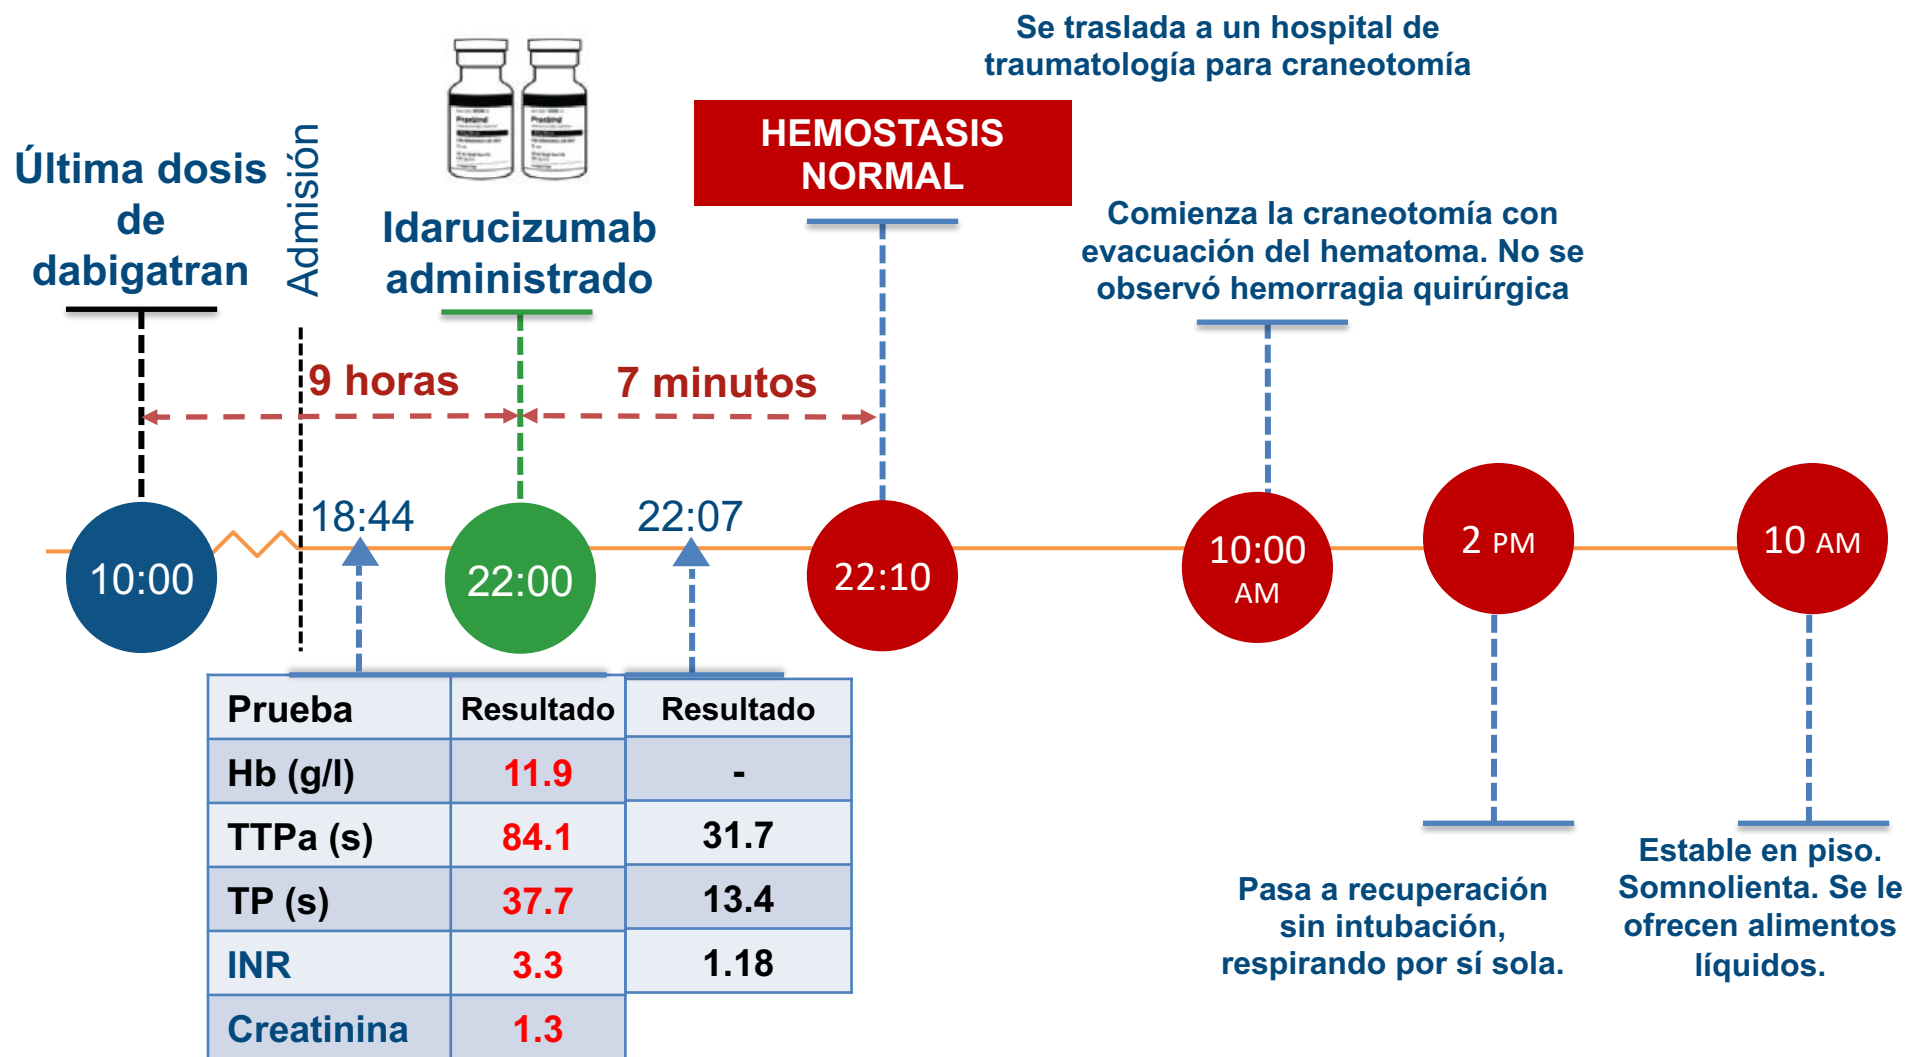 Se traslada a un hospital de
traumatología para craneotomía
HEMOSTASIS
NORMAL
Última dosis
de
dabigatran
Admisión
Praxbind
Praxbind
Idarucizumab
administrado
Comienza la craneotomía con
evacuación del hematoma. No se
observó hemorragia quirúrgica
9 horas
7 minutos
10:00
18:44
22:00
22:07
22:10
10:00
AM
2 PM
10 AM
Prueba Resultado Resultado
Hb (g/l) 11.9 -
TTPa (s) 84.1 31.7
TP (s) 37.7 13.4
INR 3.3 1.18
Creatinina 1.3
Pasa a recuperación
sin intubación,
respirando por sí sola.
Estable en piso.
Somnolienta. Se le
ofrecen alimentos
líquidos.